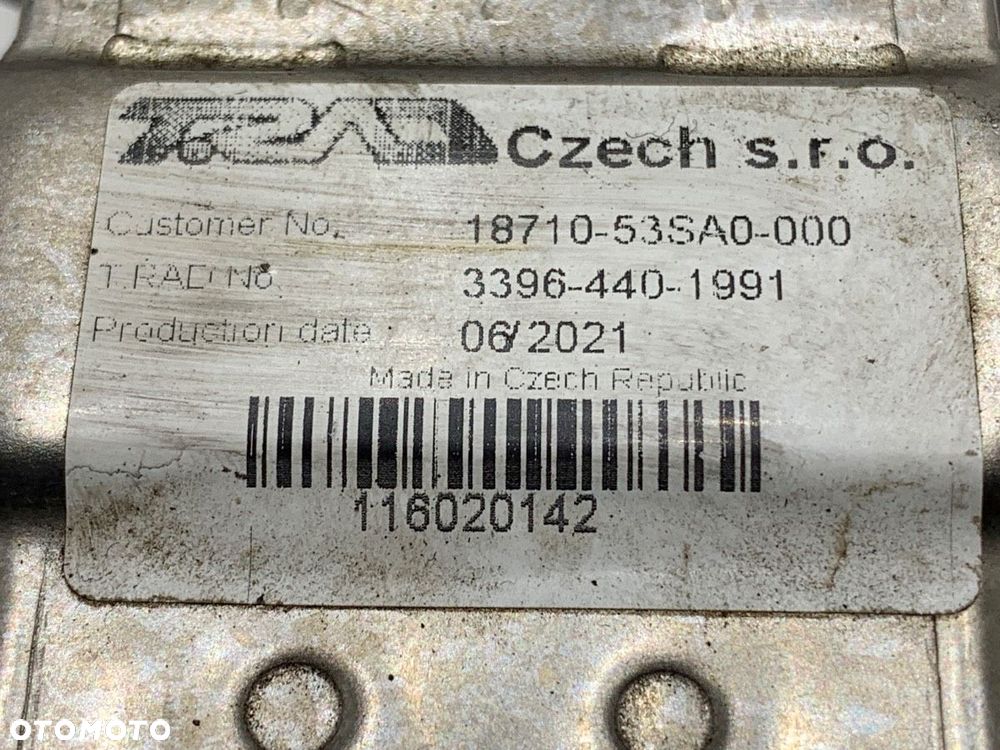 T.RAD Czech s.r.o.
Customer No. 18710-53SA0-000
T.RAD No. 3396-440-1991
Production date 06/2021
Made in Czech Republic
116020142
OTOMOTO